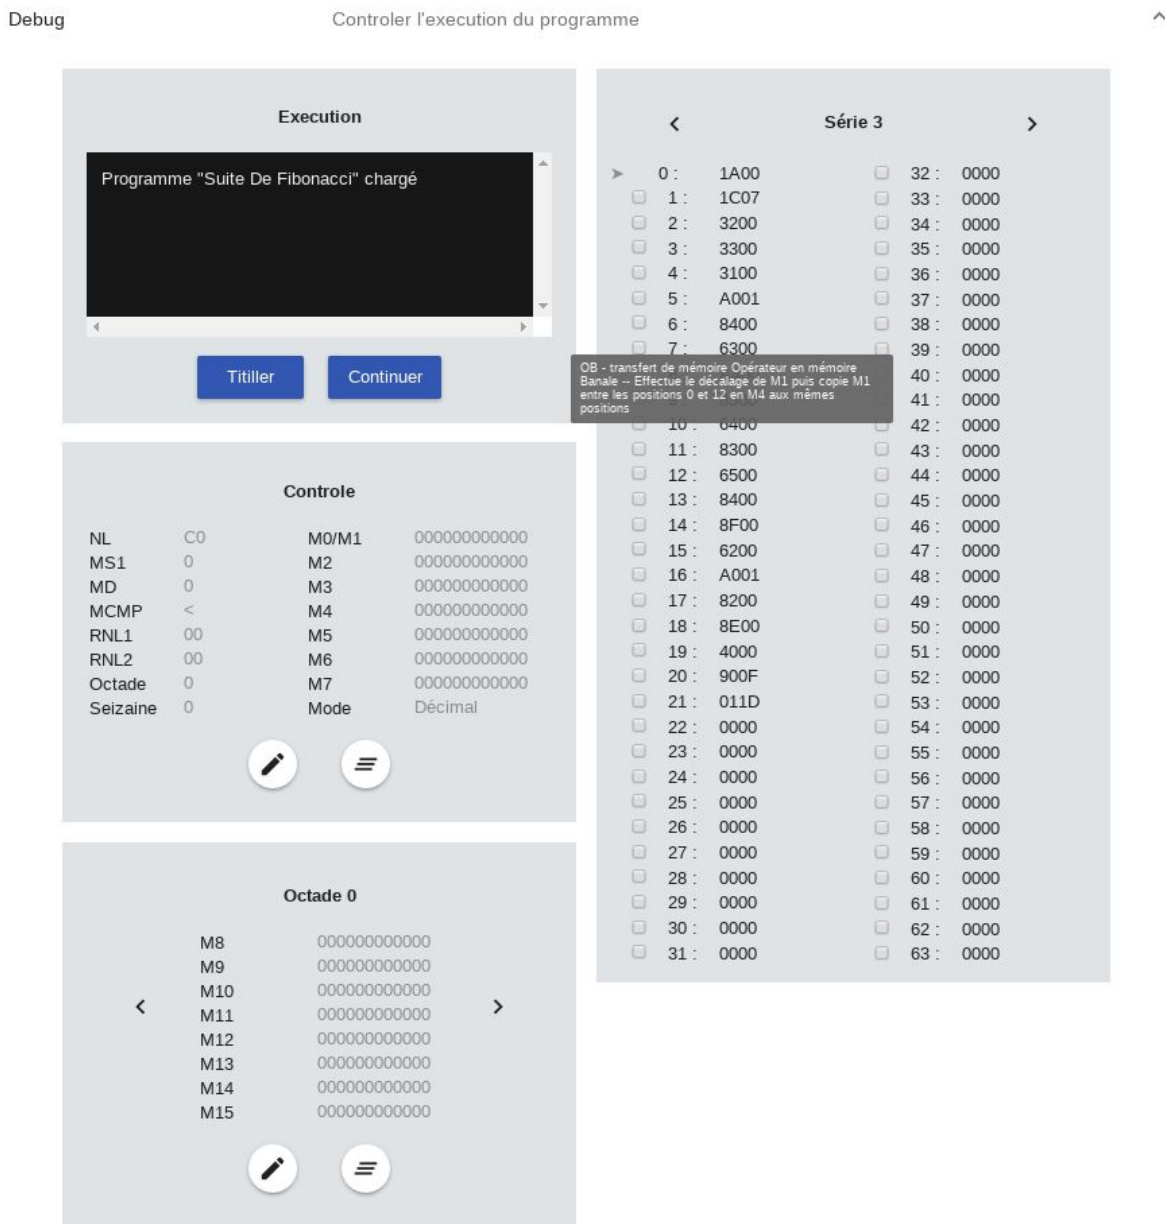 Debug
Controler l'execution du programme
Execution
Programme "Suite De Fibonacci" chargé
Titiller
Continuer
Controle
NL C0 M0/M1 000000000000
MS1 0 M2 000000000000
MD 0 M3 000000000000
MCMP < M4 000000000000
RNL1 00 M5 000000000000
RNL2 00 M6 000000000000
Octade 0 M7 000000000000
Seizaine 0 Mode Décimal
Octade 0
M8 000000000000
M9 000000000000
M10 000000000000
M11 000000000000
M12 000000000000
M13 000000000000
M14 000000000000
M15 000000000000
Série 3
0 : 1A00 32 : 0000
1 : 1C07 33 : 0000
2 : 3200 34 : 0000
3 : 3300 35 : 0000
4 : 3100 36 : 0000
5 : A001 37 : 0000
6 : 8400 38 : 0000
7 : 6300 39 : 0000
OB - transfert de mémoire Opérateur en mémoire
Banale -- Effectue le décalage de M1 puis copie M1
entre les positions 0 et 12 en M4 aux mêmes
positions
40 : 0000
41 : 0000
10 : 6400 42 : 0000
11 : 8300 43 : 0000
12 : 6500 44 : 0000
13 : 8400 45 : 0000
14 : 8F00 46 : 0000
15 : 6200 47 : 0000
16 : A001 48 : 0000
17 : 8200 49 : 0000
18 : 8E00 50 : 0000
19 : 4000 51 : 0000
20 : 900F 52 : 0000
21 : 011D 53 : 0000
22 : 0000 54 : 0000
23 : 0000 55 : 0000
24 : 0000 56 : 0000
25 : 0000 57 : 0000
26 : 0000 58 : 0000
27 : 0000 59 : 0000
28 : 0000 60 : 0000
29 : 0000 61 : 0000
30 : 0000 62 : 0000
31 : 0000 63 : 0000